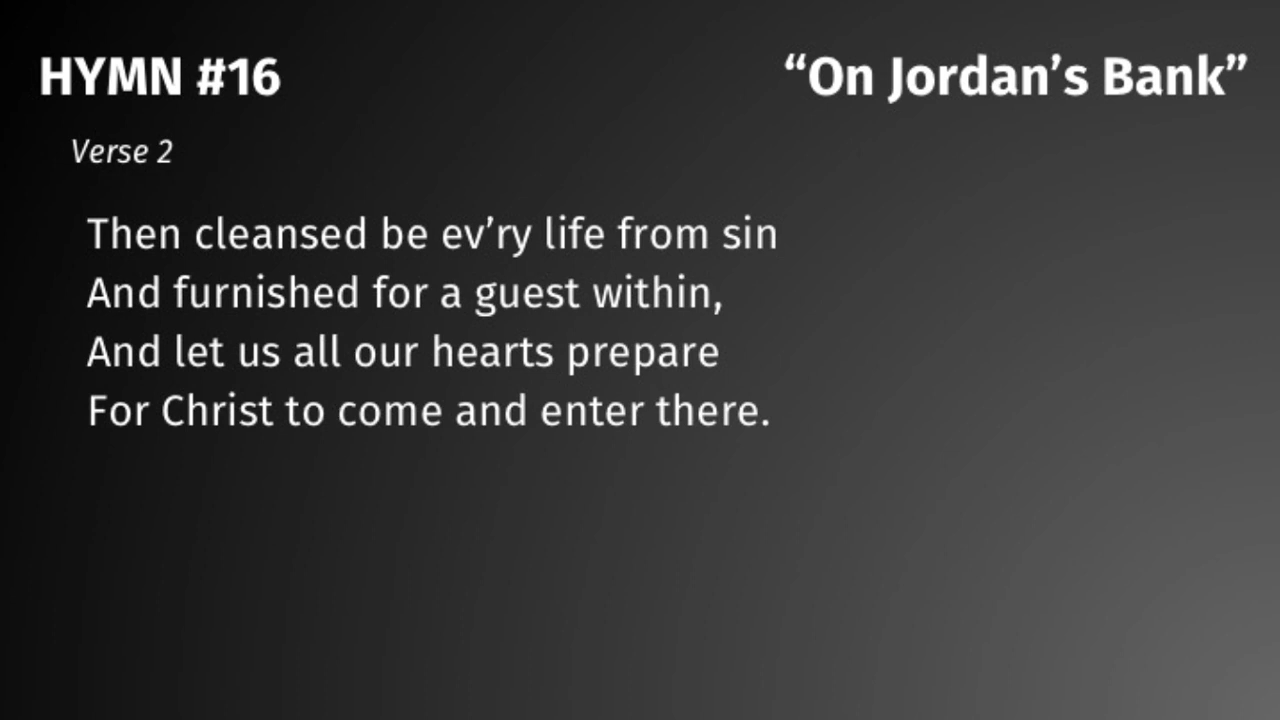 HYMN #16
“On Jordan’s Bank”
Verse 2
Then cleansed be ev’ry life from sin
And furnished for a guest within,
And let us all our hearts prepare
For Christ to come and enter there.